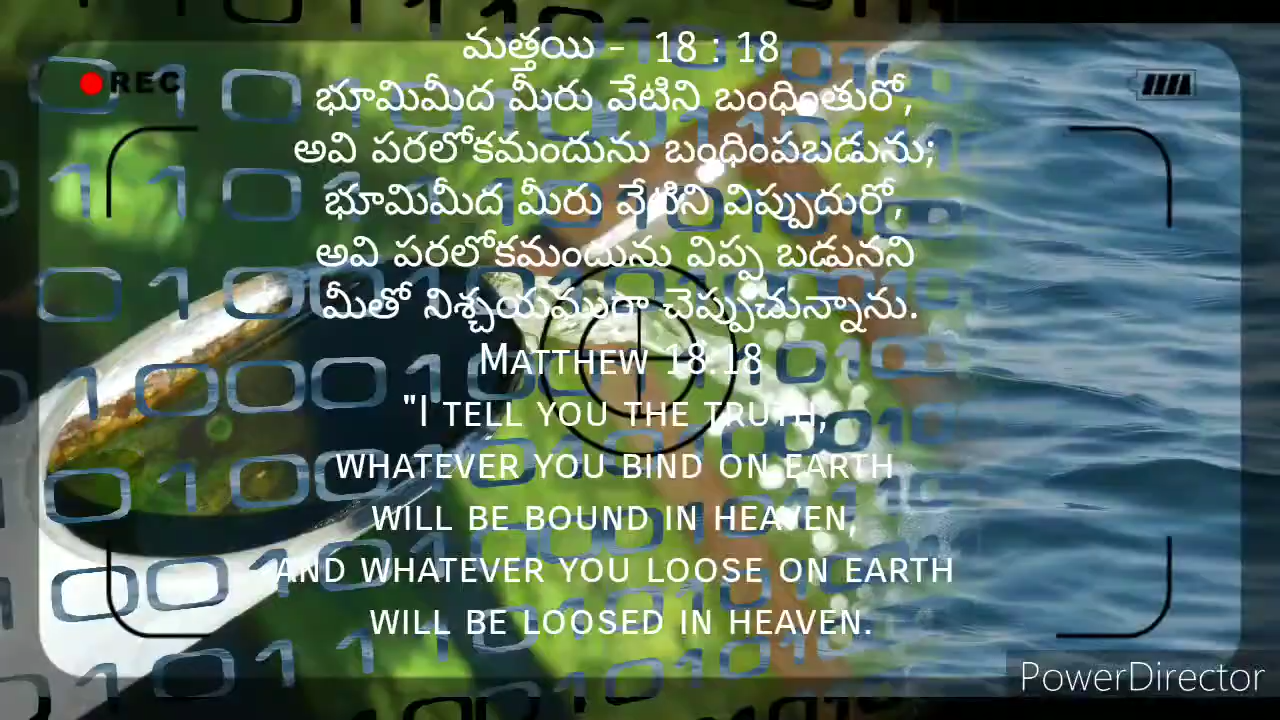 మత్తయి - 18 : 18
REC
భూమిమీద మీరు వేటిని బంధింతురో,
అవి పరలోకమందును బంధింపబడును;
భూమిమీద మీరు వేటిని విప్పుదురో,
అవి పరలోకమందును విప్ప బడునని
మీతో నిశ్చయముగా చెప్పుచున్నాను.
MATTHEW 18:18
"I TELL YOU THE TRUTH,
WHATEVER YOU BIND ON EARTH
WILL BE BOUND IN HEAVEN,
AND WHATEVER YOU LOOSE ON EARTH
WILL BE LOOSED IN HEAVEN.
PowerDirector